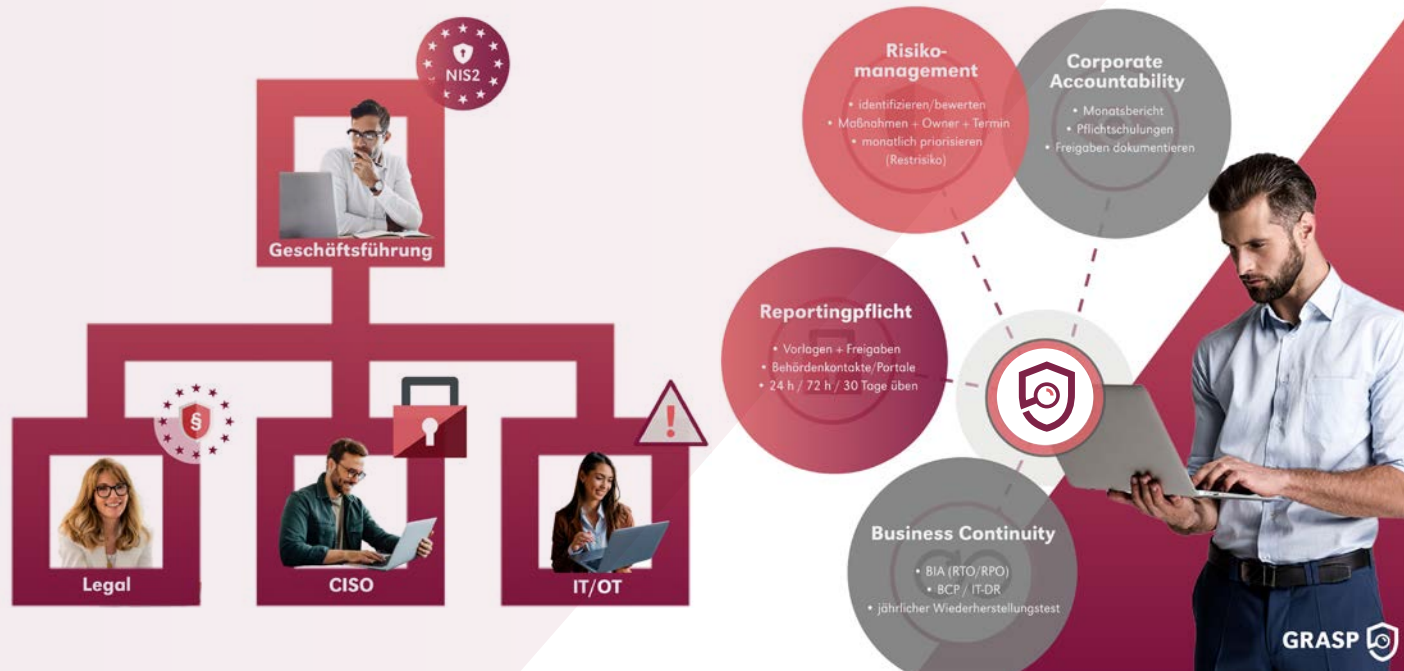 NIS2
Geschäftsführung
§
Legal
CISO
IT/OT
Risiko-
management
• identifizieren/bewerten
• Maßnahmen + Owner + Termin
• monatlich priorisieren
(Restrisiko)
Corporate
Accountability
• Monatsbericht
• Pflichtschulungen
• Freigaben dokumentieren
Reportingpflicht
• Vorlagen + Freigaben
• Behördenkontakte/Portale
• 24 h / 72 h / 30 Tage üben
Business Continuity
• BIA (RTO/RPO)
• BCP / IT-DR
• jährlicher Wiederherstellungstest
GRASP